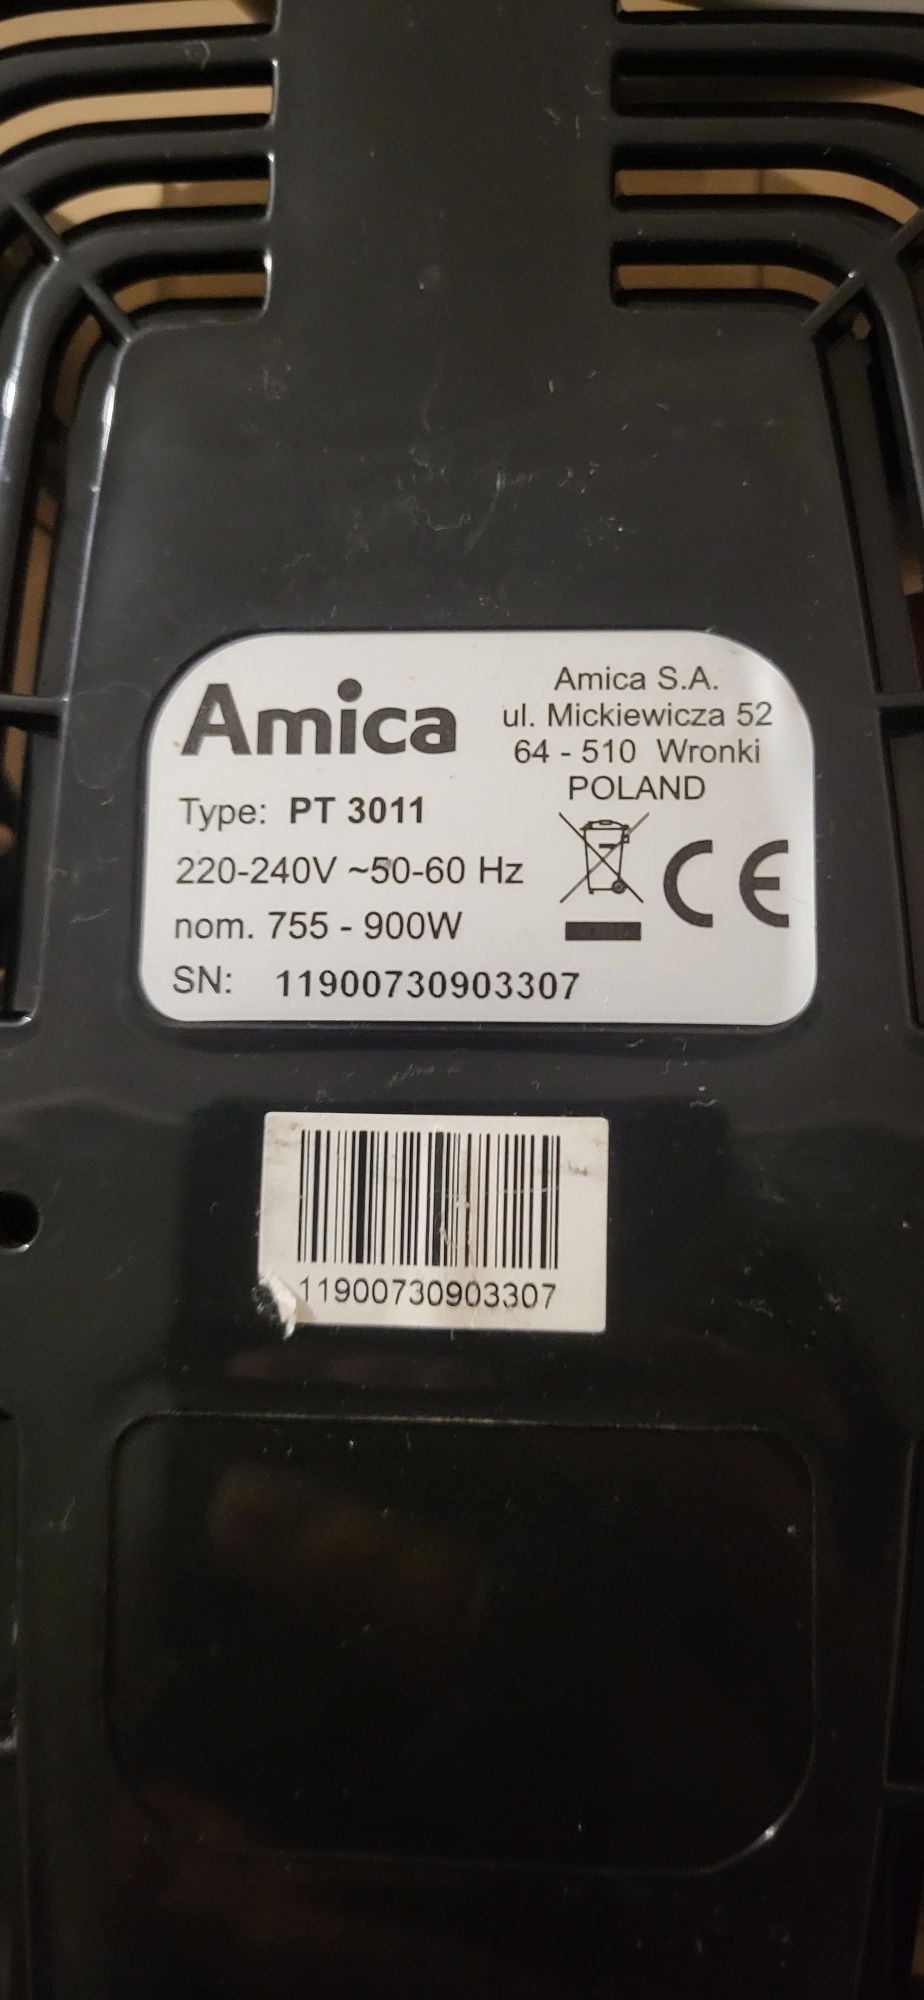 Amica
Amica S.A.
ul. Mickiewicza 52
64 - 510 Wronki
POLAND
Type: PT 3011
220-240V ~50-60 Hz
nom. 755 - 900W
CE
SN: 11900730903307
11900730903307